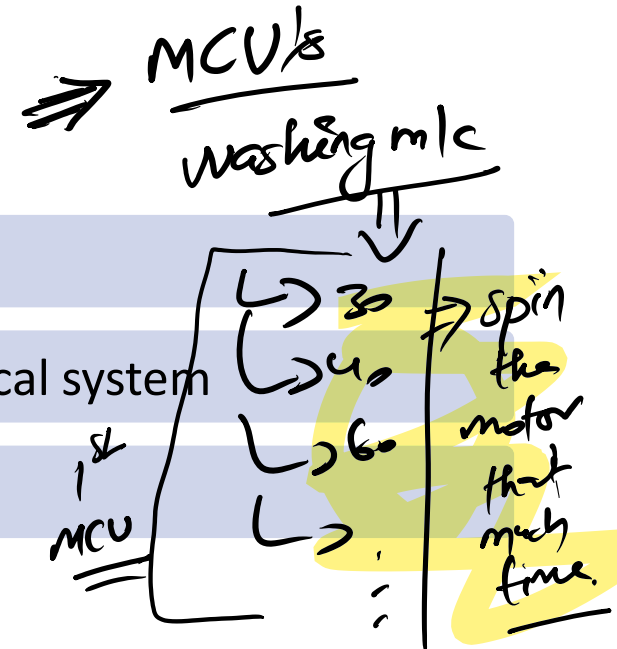 MCU's
washing m/c
30
40
60
spin
the
motor
that
much
time.
cal system
1st
MCU